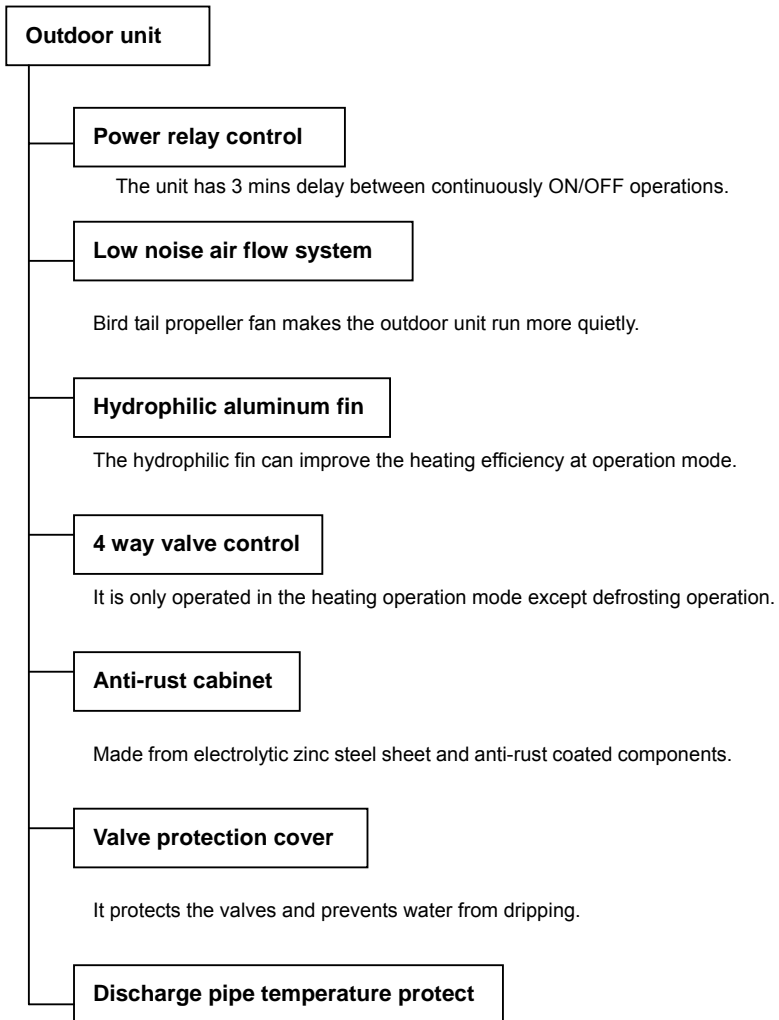 Outdoor unit
Power relay control
The unit has 3 mins delay between continuously ON/OFF operations.
Low noise air flow system
Bird tail propeller fan makes the outdoor unit run more quietly.
Hydrophilic aluminum fin
The hydrophilic fin can improve the heating efficiency at operation mode.
4 way valve control
It is only operated in the heating operation mode except defrosting operation.
Anti-rust cabinet
Made from electrolytic zinc steel sheet and anti-rust coated components.
Valve protection cover
It protects the valves and prevents water from dripping.
Discharge pipe temperature protect